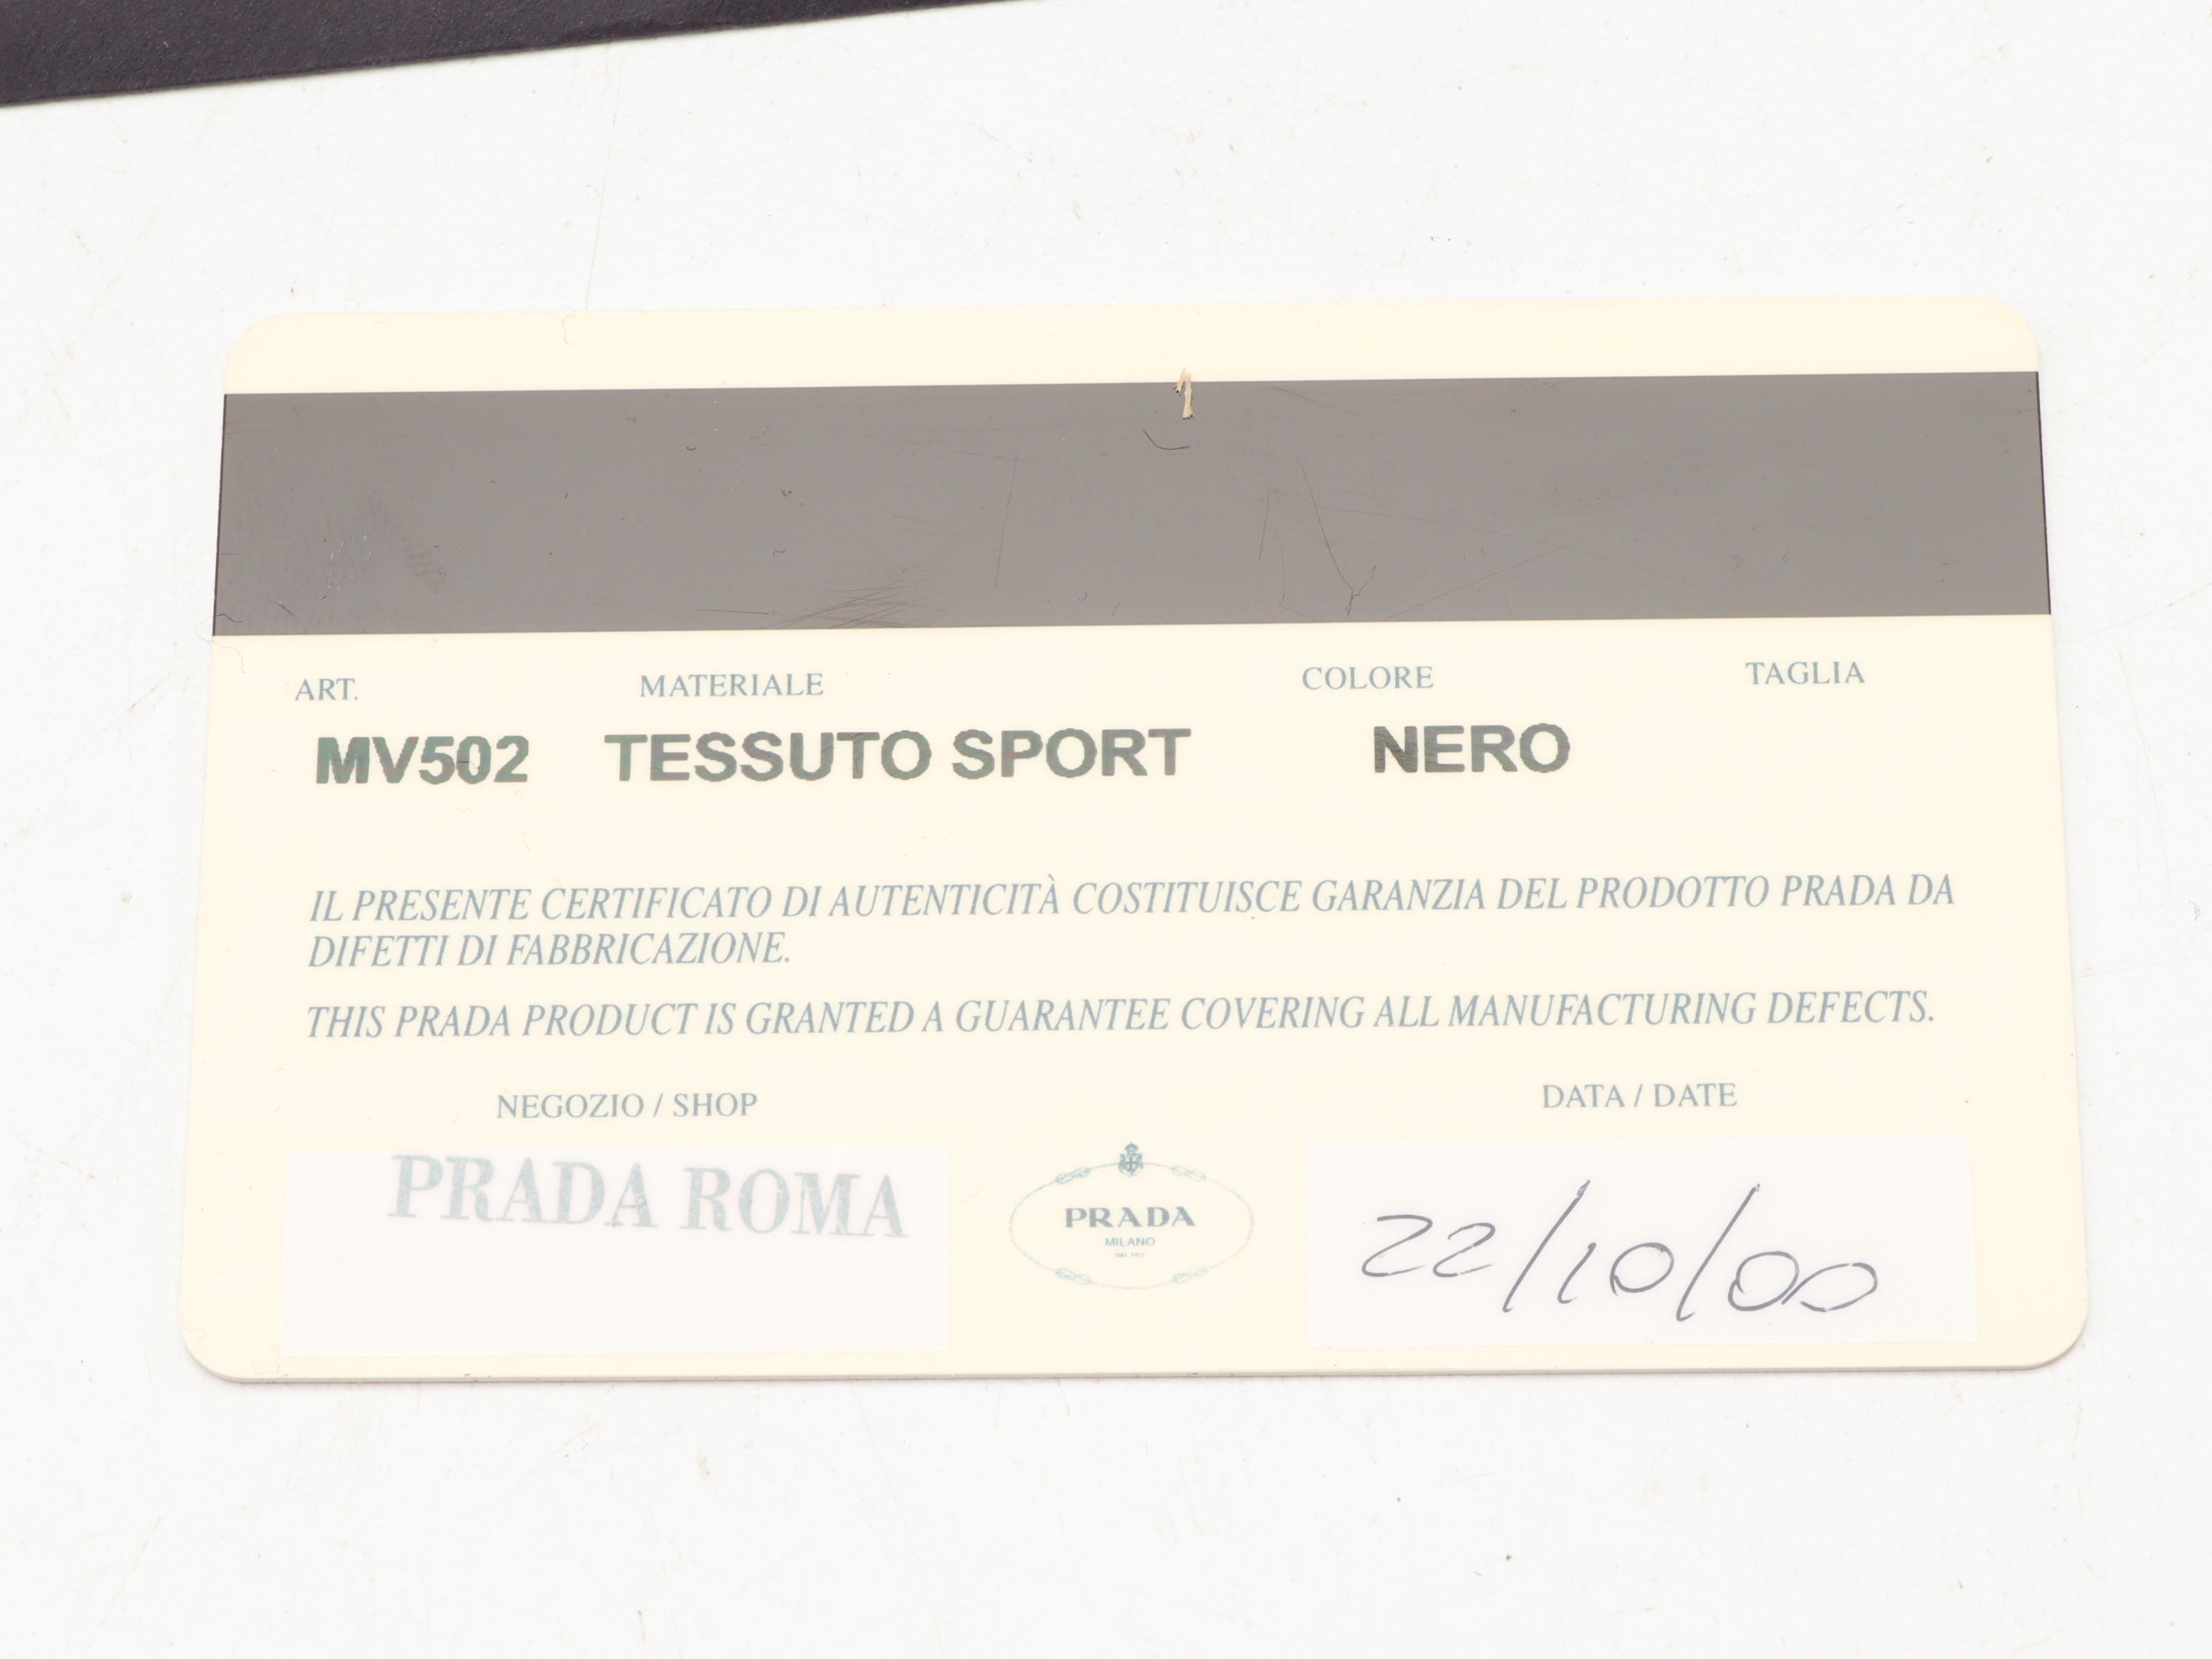 ART. MATERIALE COLORE TAGLIA
MV502 TESSUTO SPORT NERO
IL PRESENTE CERTIFICATO DI AUTENTICITÀ COSTITUISCE GARANZIA DEL PRODOTTO PRADA DA
DIFETTI DI FABBRICAZIONE.
THIS PRADA PRODUCT IS GRANTED A GUARANTEE COVERING ALL MANUFACTURING DEFECTS.
NEGOZIO / SHOP
DATA / DATE
PRADA ROMA
PRADA
MILANO
22/10/00